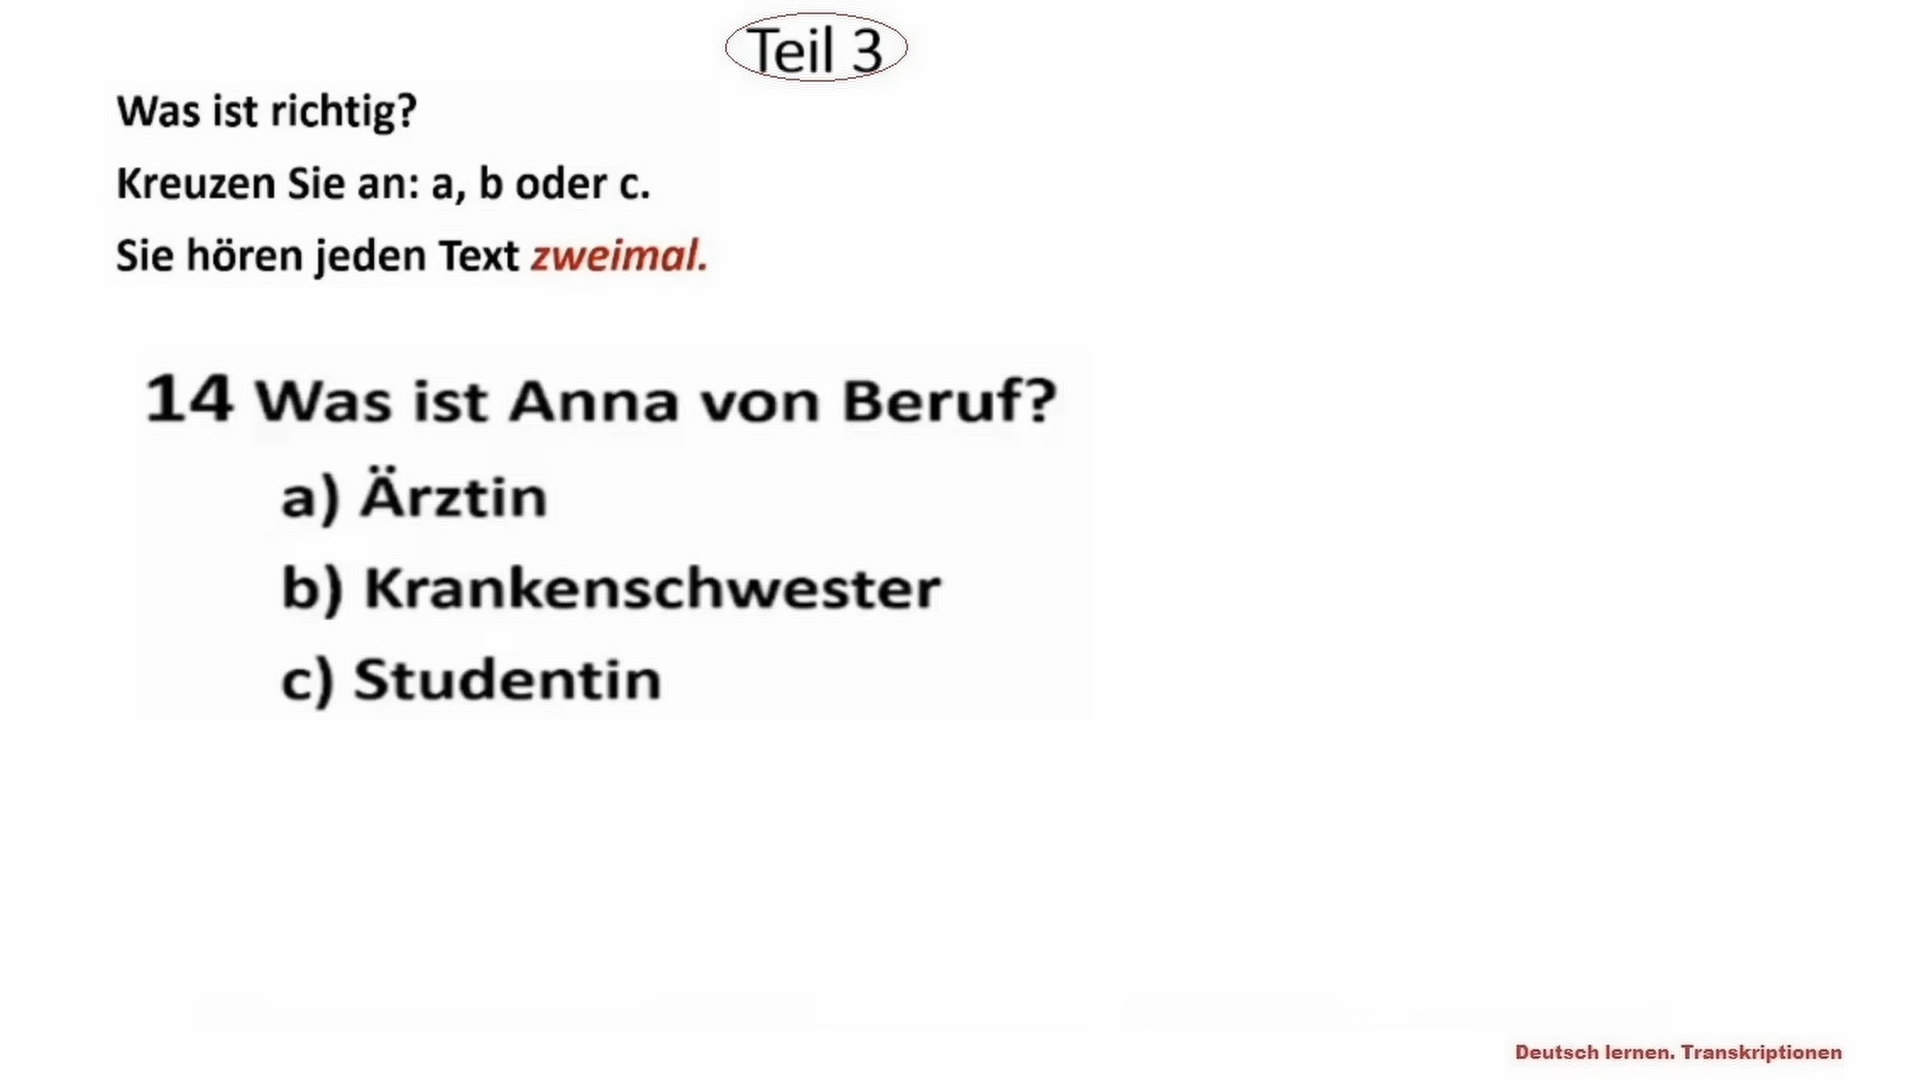 Teil 3
Was ist richtig?
Kreuzen Sie an: a, b oder c.
Sie hören jeden Text zweimal.
14 Was ist Anna von Beruf?
a) Ärztin
b) Krankenschwester
c) Studentin
Deutsch lernen. Transkriptionen